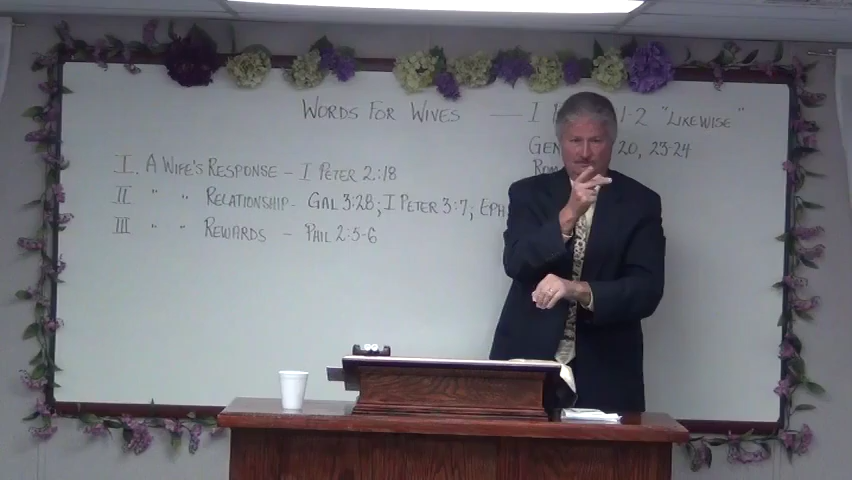 WORDS FOR WIVES — I 1-2 "LIKEWISE"
GEN 20, 23-24
ROM
I. A WIFE'S RESPONSE - I PETER 2:18
II " " RELATIONSHIP - GAL 3:28; I PETER 3:7; EPH
III " " REWARDS - PHIL 2:5-6